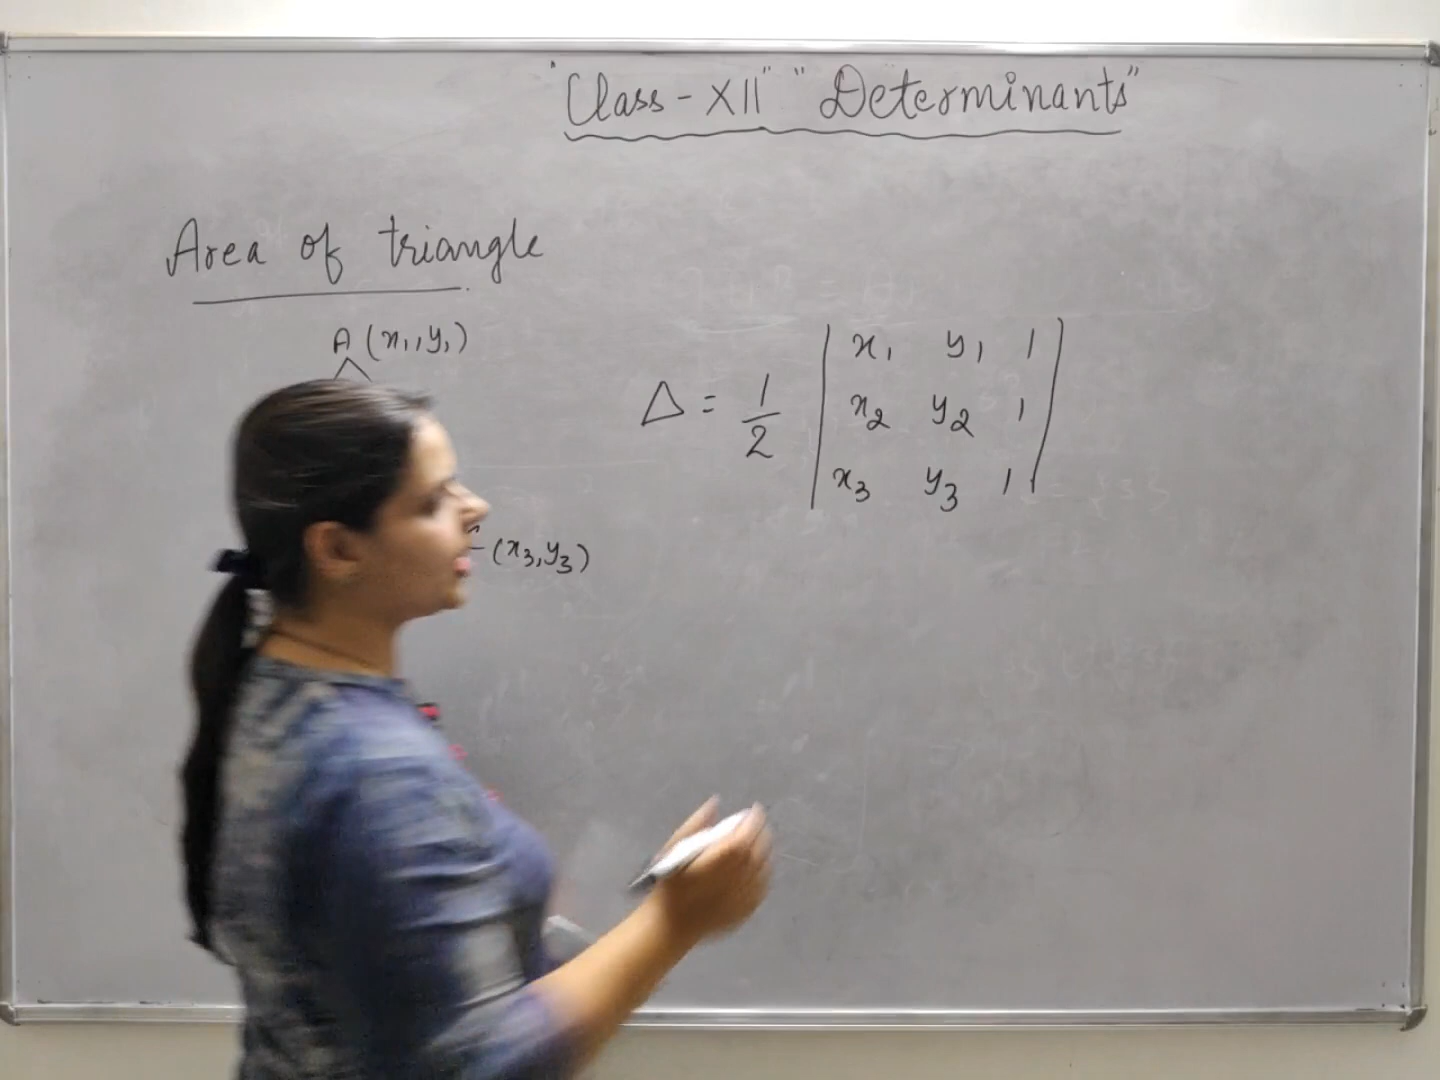 "Class - XII" "Determinants"
Area of triangle
A (x₁, y₁)
(x₃, y₃)
Δ = 1/2 | x₁ y₁ 1 |
| x₂ y₂ 1 |
| x₃ y₃ 1 |